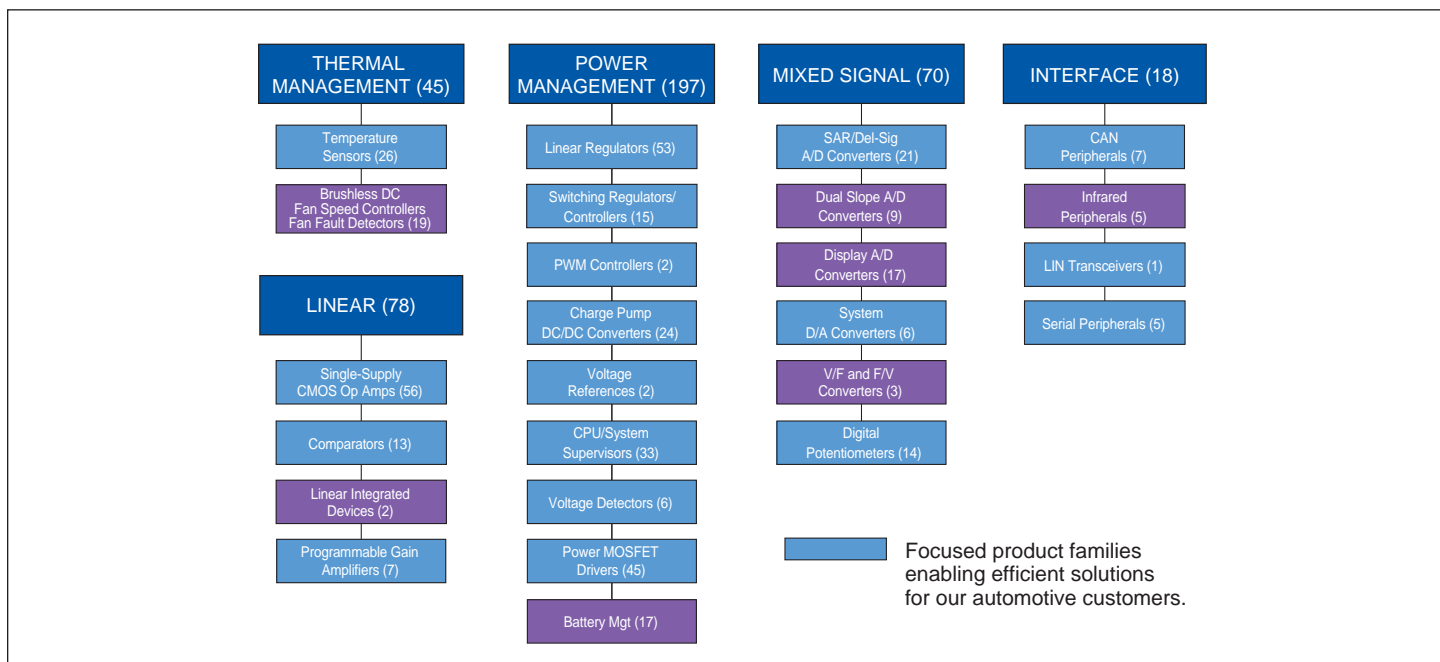 THERMAL
MANAGEMENT (45)
Temperature
Sensors (26)
Brushless DC
Fan Speed Controllers
Fan Fault Detectors (19)
LINEAR (78)
Single-Supply
CMOS Op Amps (56)
Comparators (13)
Linear Integrated
Devices (2)
Programmable Gain
Amplifiers (7)
POWER
MANAGEMENT (197)
Linear Regulators (53)
Switching Regulators/
Controllers (15)
PWM Controllers (2)
Charge Pump
DC/DC Converters (24)
Voltage
References (2)
CPU/System
Supervisors (33)
Voltage Detectors (6)
Power MOSFET
Drivers (45)
Battery Mgt (17)
MIXED SIGNAL (70)
SAR/Del-Sig
A/D Converters (21)
Dual Slope A/D
Converters (9)
Display A/D
Converters (17)
System
D/A Converters (6)
V/F and F/V
Converters (3)
Digital
Potentiometers (14)
INTERFACE (18)
CAN
Peripherals (7)
Infrared
Peripherals (5)
LIN Transceivers (1)
Serial Peripherals (5)
Focused product families
enabling efficient solutions
for our automotive customers.